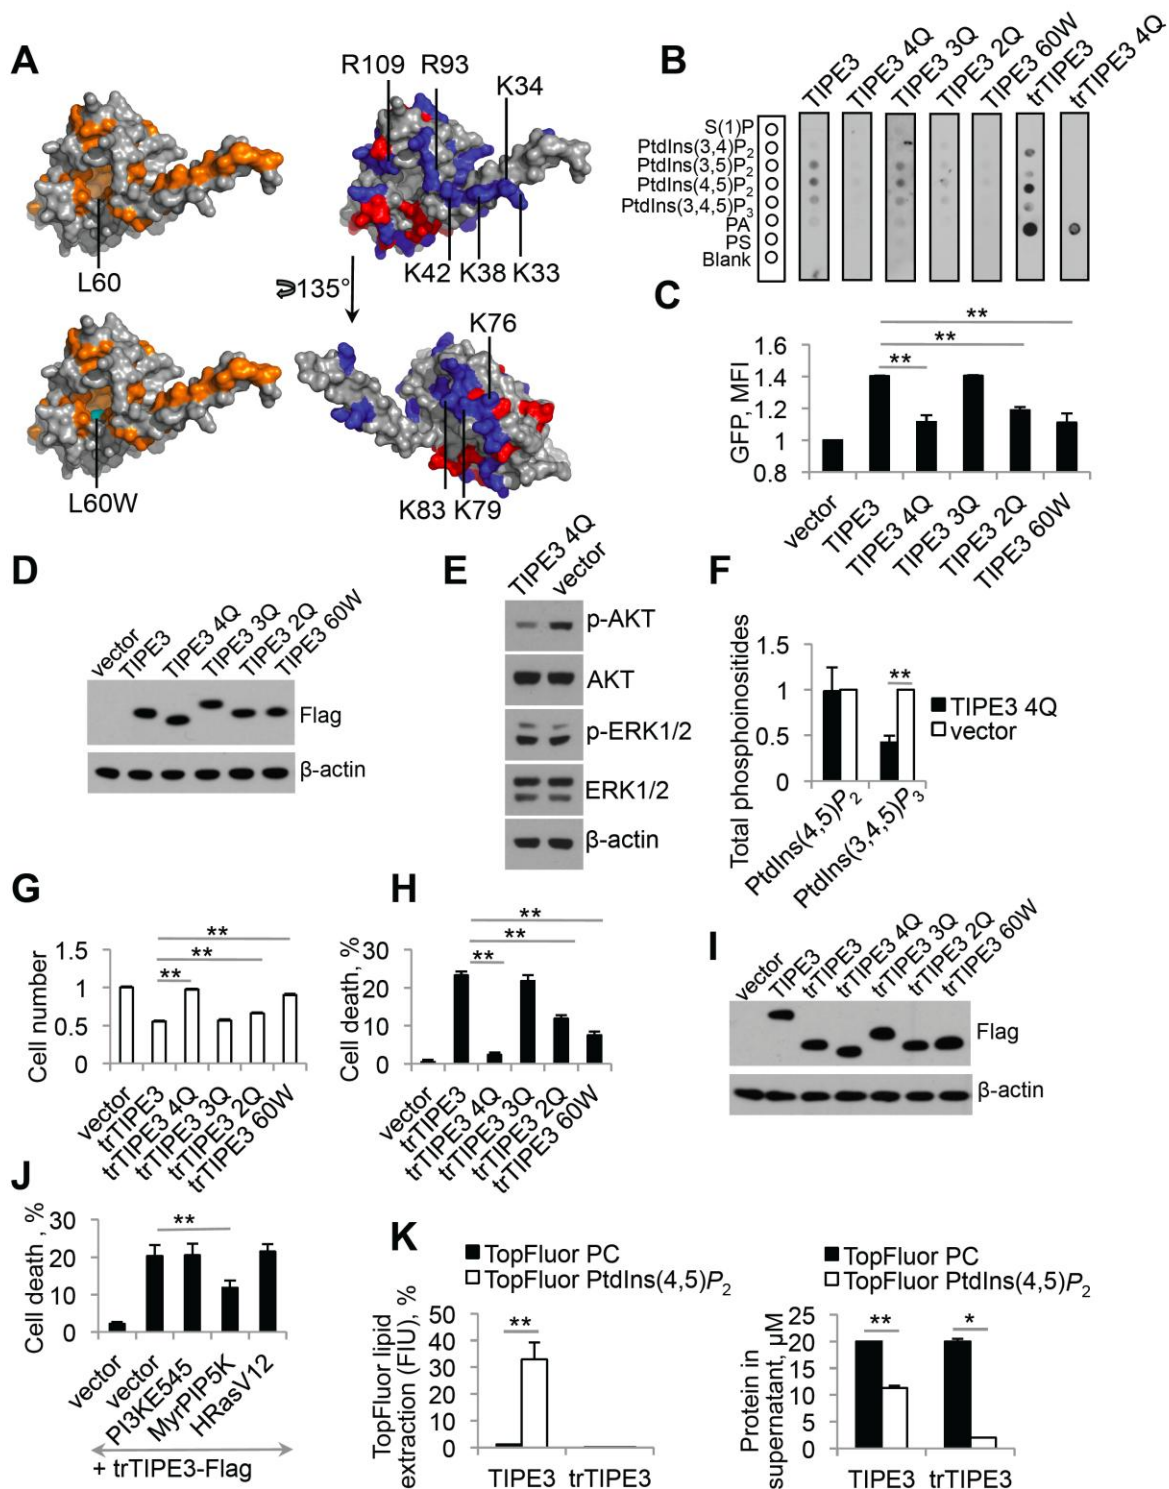 A
R109 R93
K34
L60
K42 K38 K33
135°
K76
L60W
K83 K79
B
TIPE3
TIPE3 4Q
TIPE3 3Q
TIPE3 2Q
TIPE3 60W
trTIPE3
trTIPE3 4Q
S(1)P
PtdIns(3,4)P2
PtdIns(3,5)P2
PtdIns(4,5)P2
PtdIns(3,4,5)P3
PA
PS
Blank
C
**
**
**
GFP, MFI
1.6
1.4
1.2
1
0.8
vector
TIPE3
TIPE3 4Q
TIPE3 3Q
TIPE3 2Q
TIPE3 60W
D
vector
TIPE3
TIPE3 4Q
TIPE3 3Q
TIPE3 2Q
TIPE3 60W
Flag
β-actin
E
TIPE3 4Q
vector
p-AKT
AKT
p-ERK1/2
ERK1/2
β-actin
F
Total phosphoinositides
1.5
1
0.5
0
**
TIPE3 4Q
vector
PtdIns(4,5)P2
PtdIns(3,4,5)P3
G
**
**
**
Cell number
1.5
1
0.5
0
vector
trTIPE3
trTIPE3 4Q
trTIPE3 3Q
trTIPE3 2Q
trTIPE3 60W
H
**
**
**
Cell death, %
30
20
10
0
vector
trTIPE3
trTIPE3 4Q
trTIPE3 3Q
trTIPE3 2Q
trTIPE3 60W
I
vector
TIPE3
trTIPE3
trTIPE3 4Q
trTIPE3 3Q
trTIPE3 2Q
trTIPE3 60W
Flag
β-actin
J
**
Cell death , %
30
20
10
0
vector
vector
PI3KE545
MyrPIP5K
HRasV12
+ trTIPE3-Flag
K
TopFluor PC
TopFluor PtdIns(4,5)P2
TopFluor lipid
extraction (FIU), %
50
40
30
20
10
0
**
TIPE3 trTIPE3
TopFluor PC
TopFluor PtdIns(4,5)P2
Protein in
supernatant, µM
25
20
15
10
5
0
**
*
TIPE3 trTIPE3